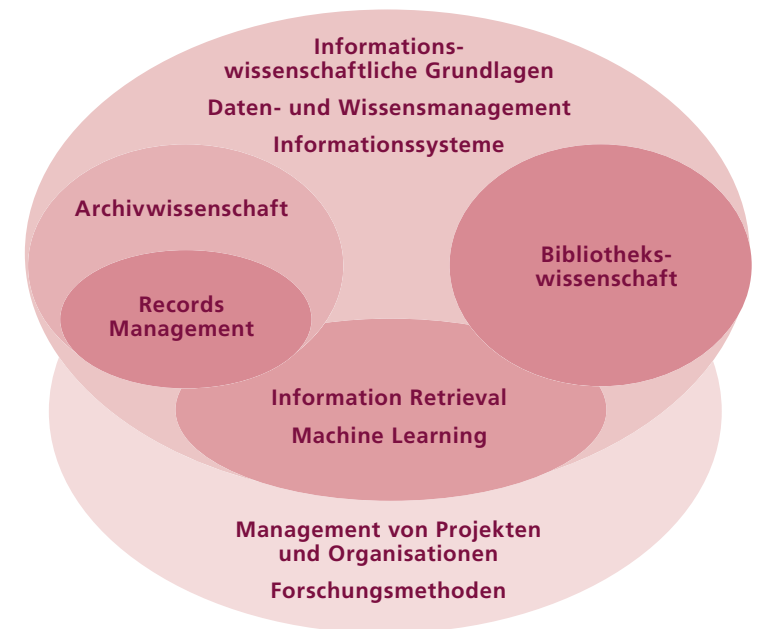 Informations-
wissenschaftliche Grundlagen
Daten- und Wissensmanagement
Informationssysteme
Archivwissenschaft
Bibliotheks-
wissenschaft
Records
Management
Information Retrieval
Machine Learning
Management von Projekten
und Organisationen
Forschungsmethoden